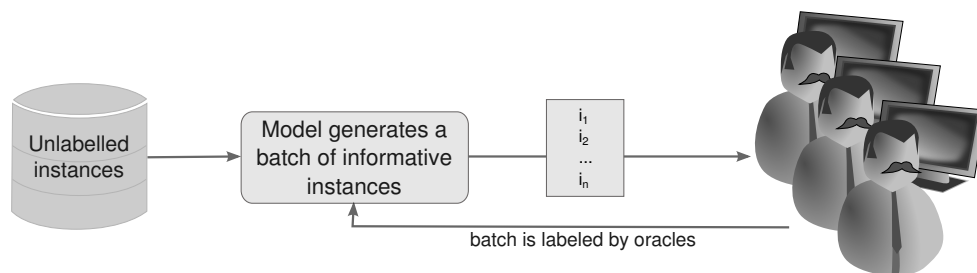 Unlabelled
instances
Model generates a
batch of informative
instances
i₁
i₂
...
iₙ
batch is labeled by oracles